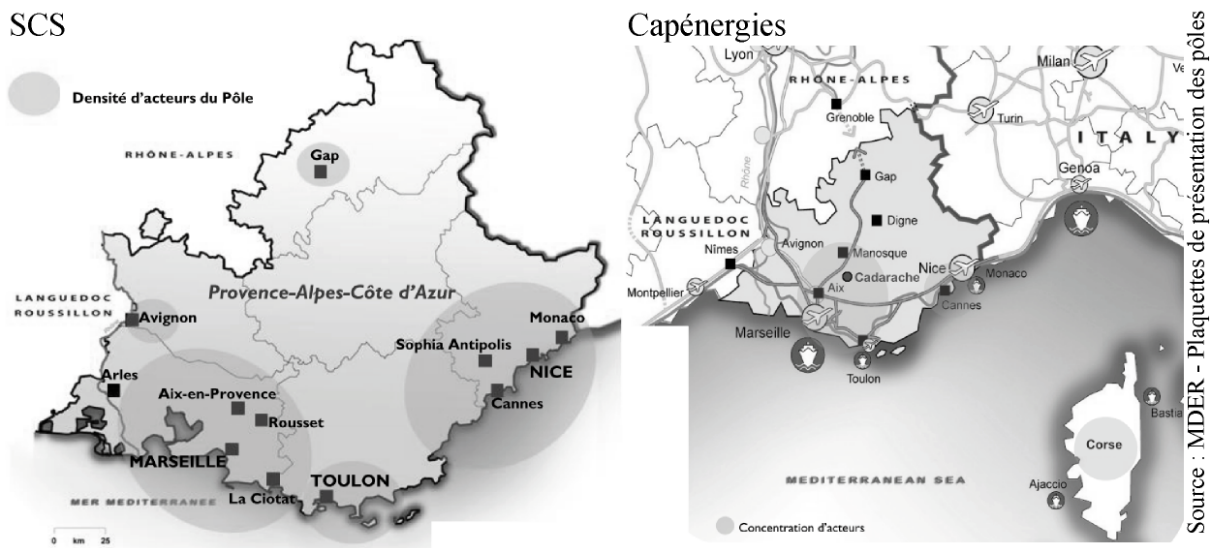 SCS
Densité d'acteurs du Pôle
RHÔNE-ALPES
Gap
LANGUEDOC
ROUSSILLON
Provence-Alpes-Côte d'Azur
Avignon
Monaco
Sophia Antipolis
NICE
Arles
Cannes
Aix-en-Provence
Rousset
MARSEILLE
TOULON
La Ciotat
MER MEDITERRANEE
0 km 25
Capénergies
Lyon
Milan
RHÔNE-ALPES
Grenoble
Turin
ITALY
Genoa
Rhône
Gap
LANGUEDOC
ROUSSILLON
Digne
Nîmes
Avignon
Manosque
Cadarache
Nice
Monaco
Montpellier
Aix
Cannes
Marseille
Toulon
Bastia
Corse
MEDITERRANEAN SEA
Ajaccio
Concentration d'acteurs
Source : MDER - Plaquettes de présentation des pôles